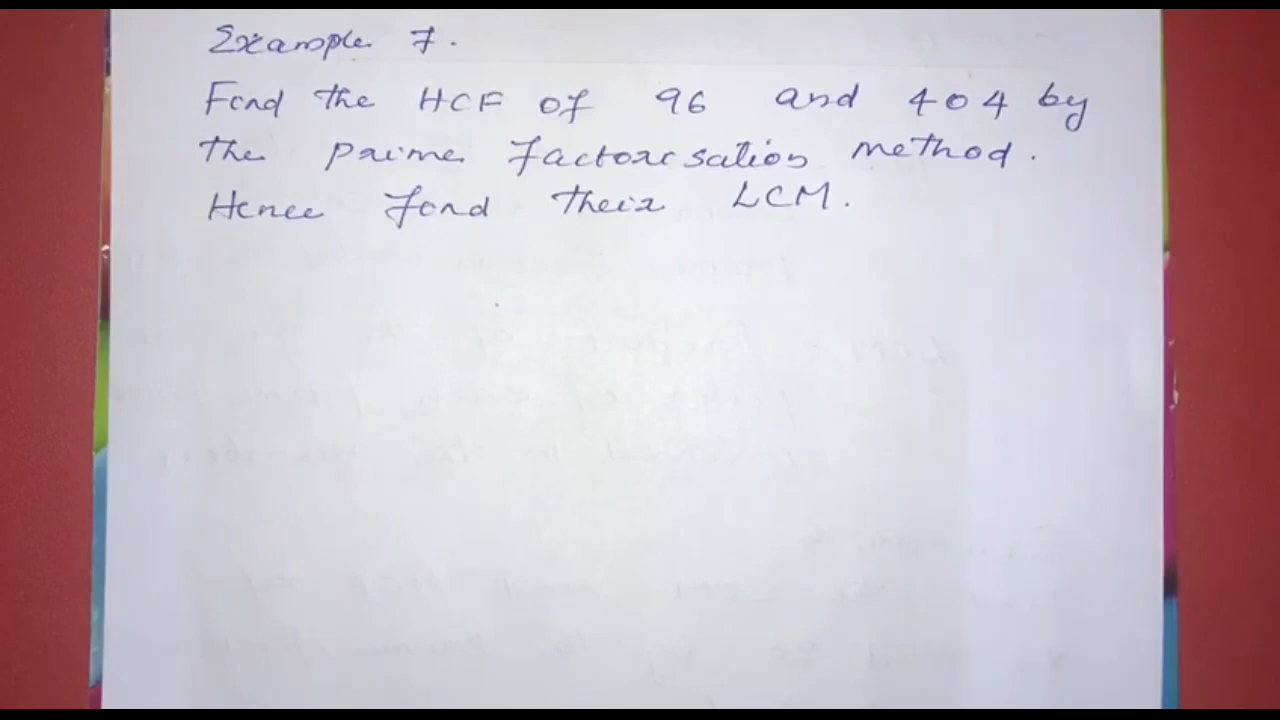 Example 7.
Find the HCF of 96 and 404 by
the prime factorisation method.
Hence find their LCM.